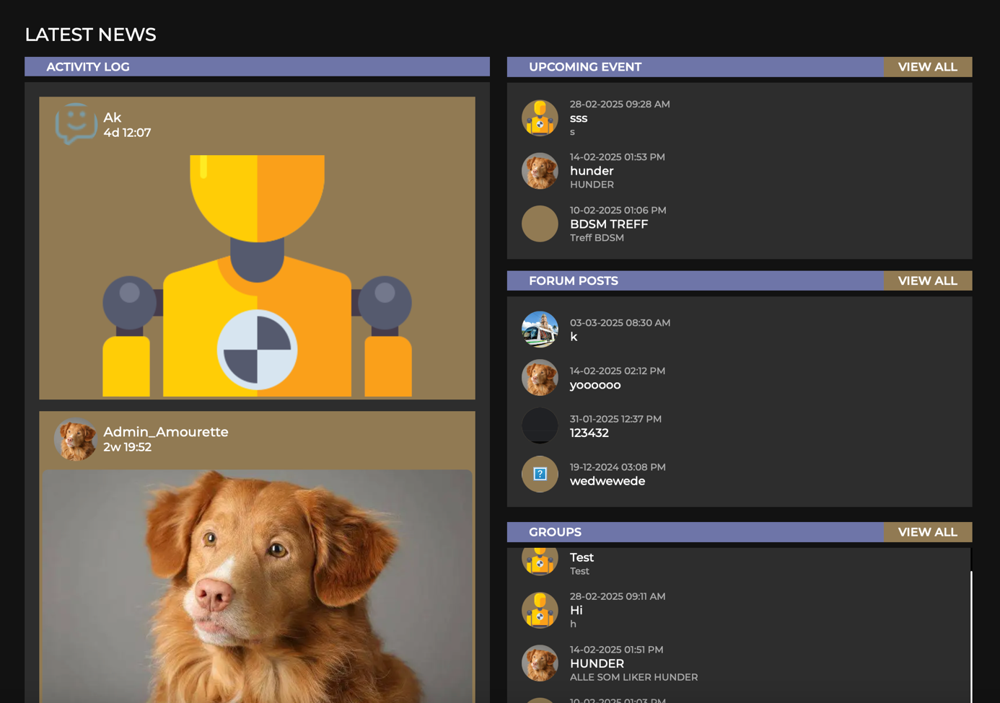 LATEST NEWS
ACTIVITY LOG
Ak
4d 12:07
Admin_Amourette
2w 19:52
UPCOMING EVENT
VIEW ALL
28-02-2025 09:28 AM
sss
s
14-02-2025 01:53 PM
hunder
HUNDER
10-02-2025 01:06 PM
BDSM TREFF
Treff BDSM
FORUM POSTS
VIEW ALL
03-03-2025 08:30 AM
k
14-02-2025 02:12 PM
yoooooo
31-01-2025 12:37 PM
123432
?
19-12-2024 03:08 PM
wedwewede
GROUPS
VIEW ALL
Test
Test
28-02-2025 09:11 AM
Hi
h
14-02-2025 01:51 PM
HUNDER
ALLE SOM LIKER HUNDER
10-02-2025 01:03 PM